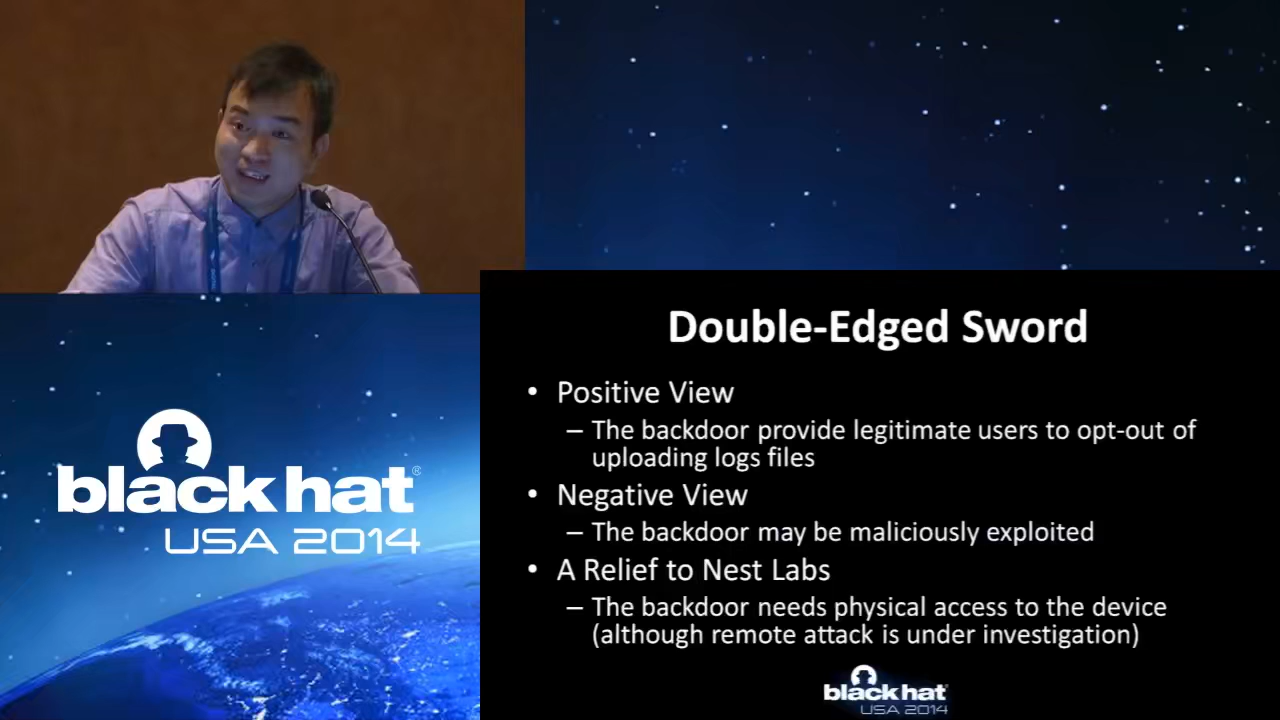 Double-Edged Sword
• Positive View
– The backdoor provide legitimate users to opt-out of
uploading logs files
• Negative View
– The backdoor may be maliciously exploited
• A Relief to Nest Labs
– The backdoor needs physical access to the device
(although remote attack is under investigation)
black hat
USA 2014
black hat®
USA 2014